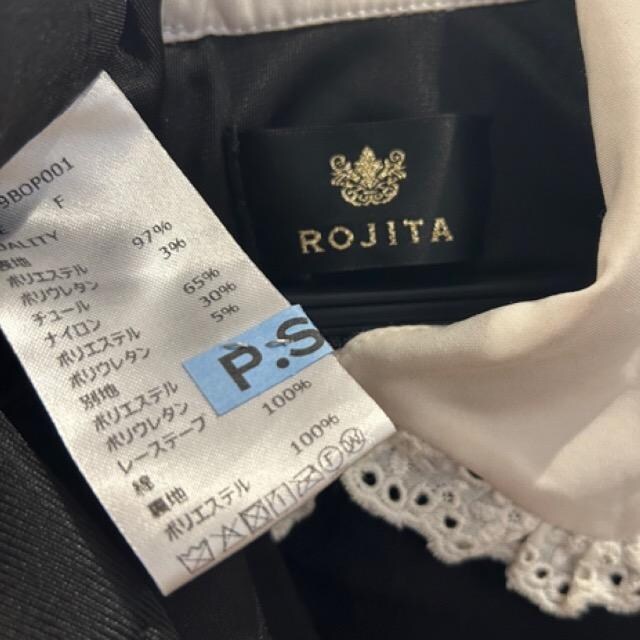 9BOP001
F
PALITY
表地
ポリエステル 97%
ポリウレタン 3%
チュール
ナイロン 65%
ポリエステル 30%
ポリウレタン 5%
別地
ポリエステル
ポリウレタン
レーステープ
綿 100%
裏地
ポリエステル 100%
P.S
ROJITA